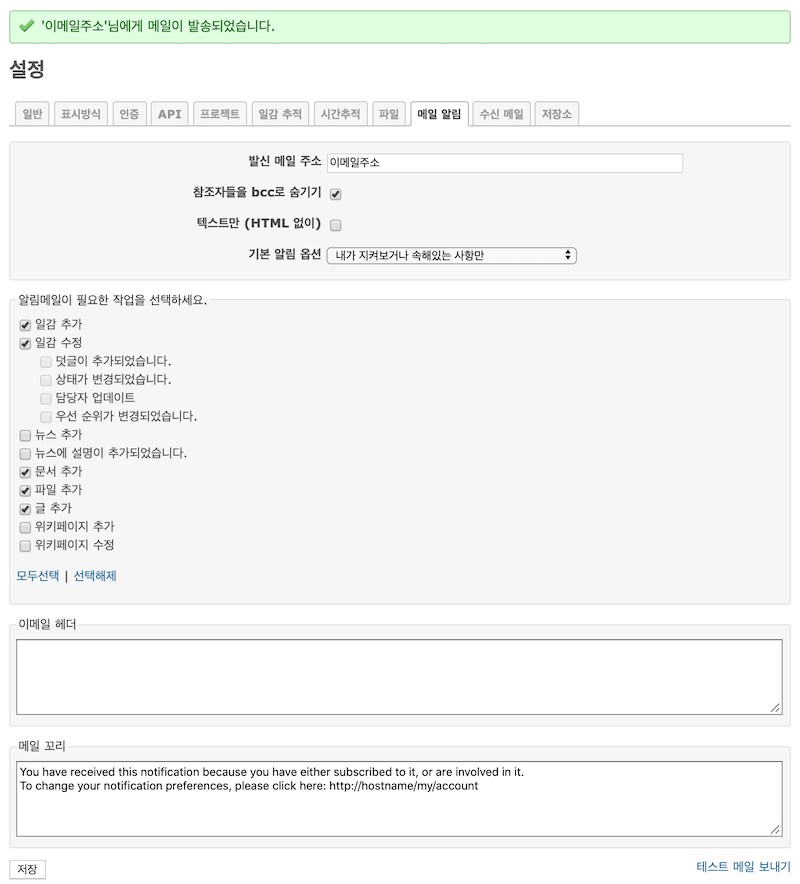 '이메일주소'님에게 메일이 발송되었습니다.
설정
일반 표시방식 인증 API 프로젝트 일감 추적 시간추적 파일 메일 알림 수신 메일 저장소
발신 메일 주소 이메일주소
참조자들을 bcc로 숨기기
텍스트만 (HTML 없이)
기본 알림 옵션 내가 지켜보거나 속해있는 사항만
알림메일이 필요한 작업을 선택하세요.
일감 추가
일감 수정
덧글이 추가되었습니다.
상태가 변경되었습니다.
담당자 업데이트
우선 순위가 변경되었습니다.
뉴스 추가
뉴스에 설명이 추가되었습니다.
문서 추가
파일 추가
글 추가
위키페이지 추가
위키페이지 수정
모두선택 | 선택해제
이메일 헤더
메일 꼬리
You have received this notification because you have either subscribed to it, or are involved in it.
To change your notification preferences, please click here: http://hostname/my/account
저장 테스트 메일 보내기